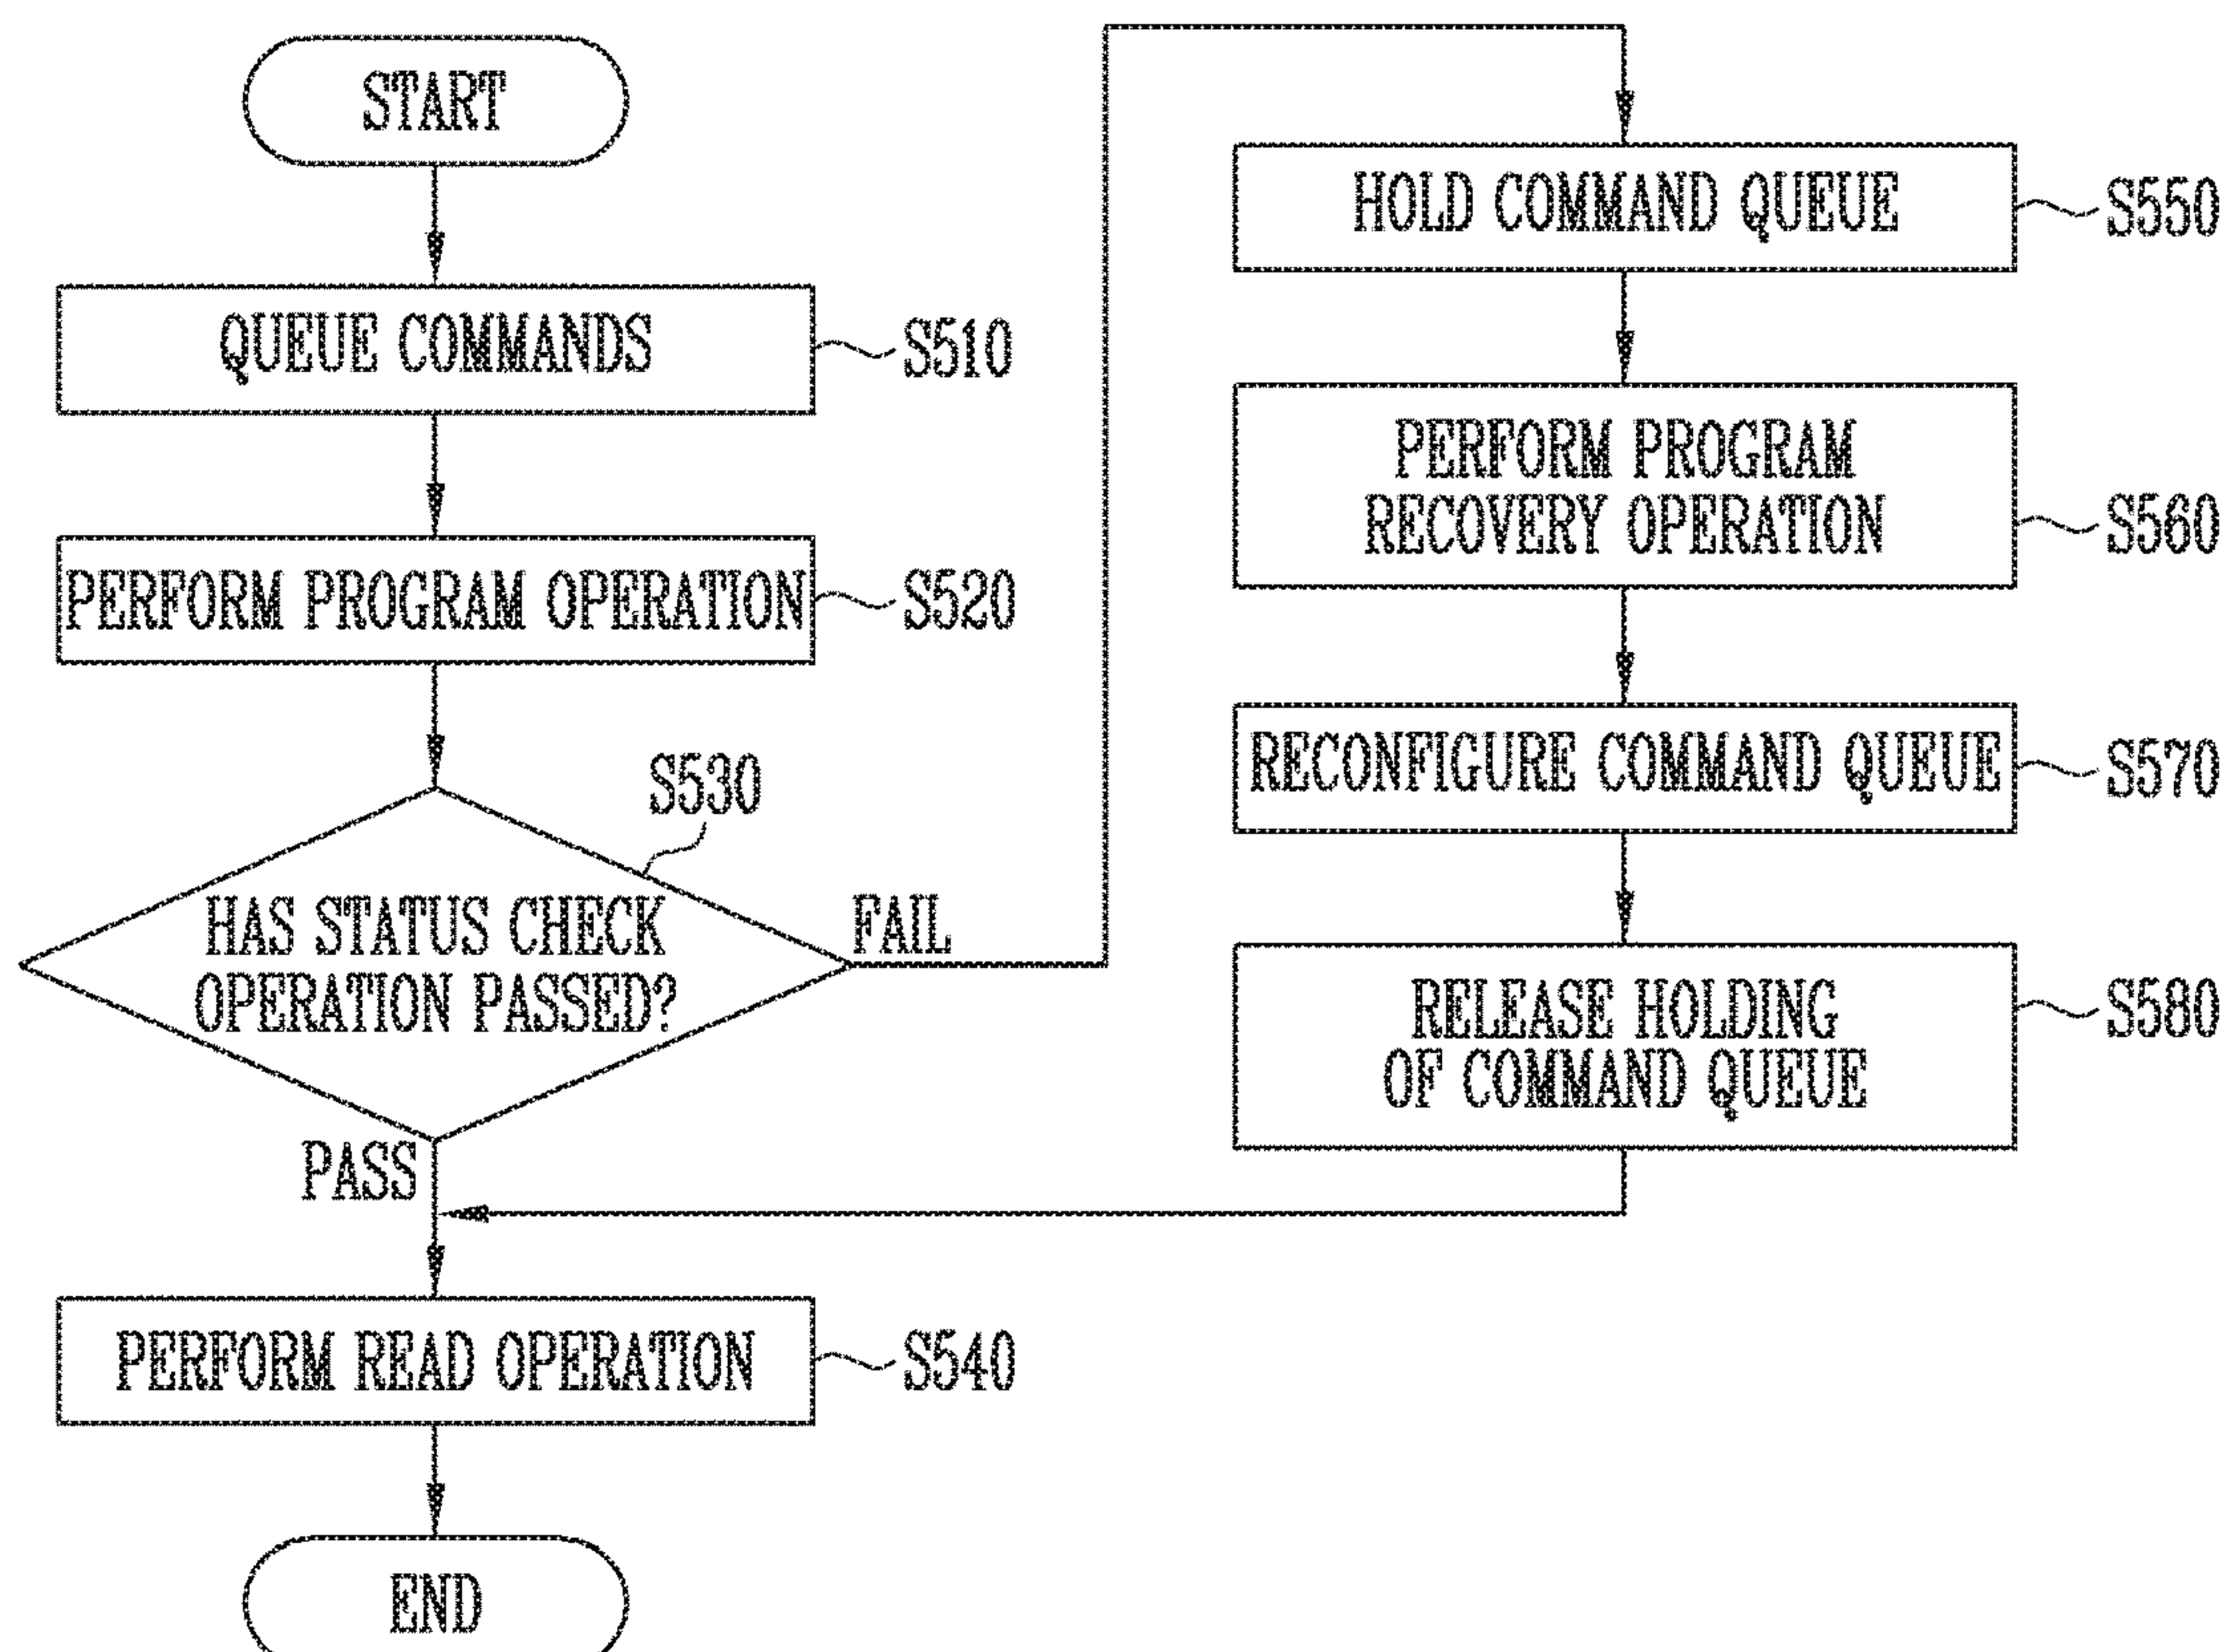 START
QUEUE COMMANDS
S510
PERFORM PROGRAM OPERATION
S520
S530
HAS STATUS CHECK
OPERATION PASSED?
FAIL
PASS
PERFORM READ OPERATION
S540
END
HOLD COMMAND QUEUE
S550
PERFORM PROGRAM
RECOVERY OPERATION
S560
RECONFIGURE COMMAND QUEUE
S570
RELEASE HOLDING
OF COMMAND QUEUE
S580